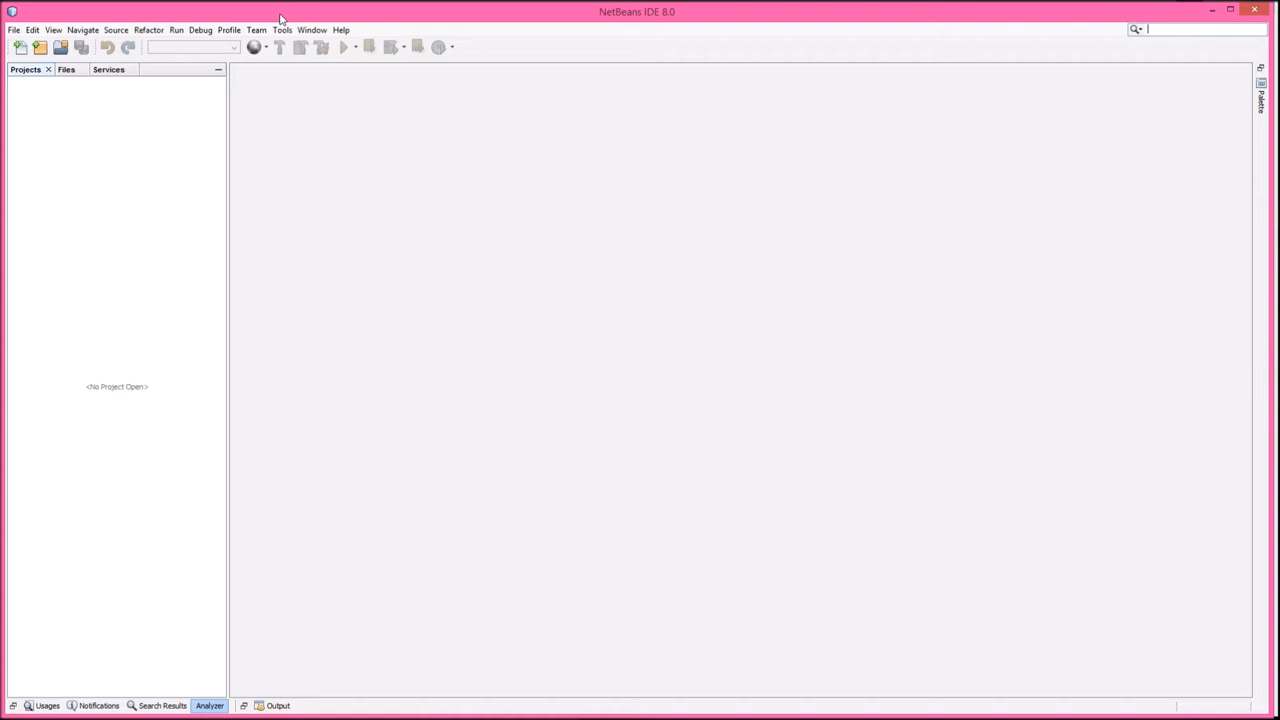 NetBeans IDE 8.0
File Edit View Navigate Source Refactor Run Debug Profile Team Tools Window Help
Projects Files Services
Palette
<No Project Open>
Usages Notifications Search Results Analyzer Output